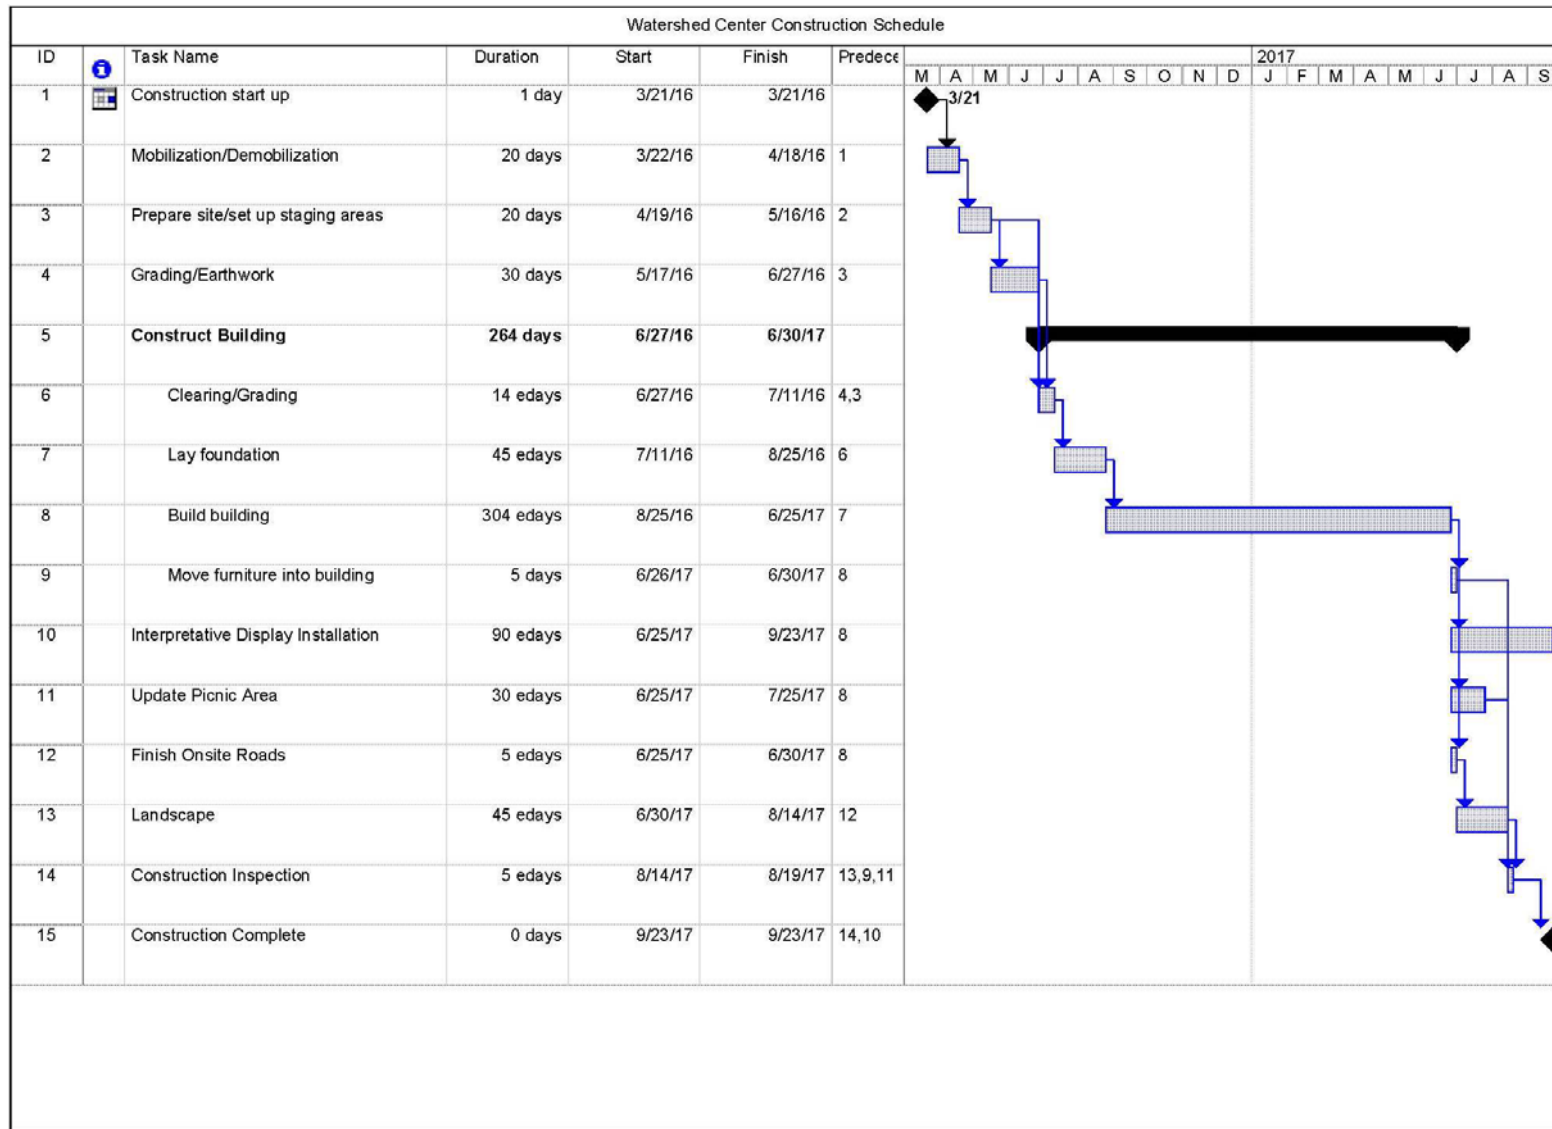 Watershed Center Construction Schedule
ID Task Name Duration Start Finish Predece 2017
M A M J J A S O N D J F M A M J J A S
1 Construction start up 1 day 3/21/16 3/21/16 3/21
2 Mobilization/Demobilization 20 days 3/22/16 4/18/16 1
3 Prepare site/set up staging areas 20 days 4/19/16 5/16/16 2
4 Grading/Earthwork 30 days 5/17/16 6/27/16 3
5 Construct Building 264 days 6/27/16 6/30/17
6 Clearing/Grading 14 edays 6/27/16 7/11/16 4,3
7 Lay foundation 45 edays 7/11/16 8/25/16 6
8 Build building 304 edays 8/25/16 6/25/17 7
9 Move furniture into building 5 days 6/26/17 6/30/17 8
10 Interpretative Display Installation 90 edays 6/25/17 9/23/17 8
11 Update Picnic Area 30 edays 6/25/17 7/25/17 8
12 Finish Onsite Roads 5 edays 6/25/17 6/30/17 8
13 Landscape 45 edays 6/30/17 8/14/17 12
14 Construction Inspection 5 edays 8/14/17 8/19/17 13,9,11
15 Construction Complete 0 days 9/23/17 9/23/17 14,10